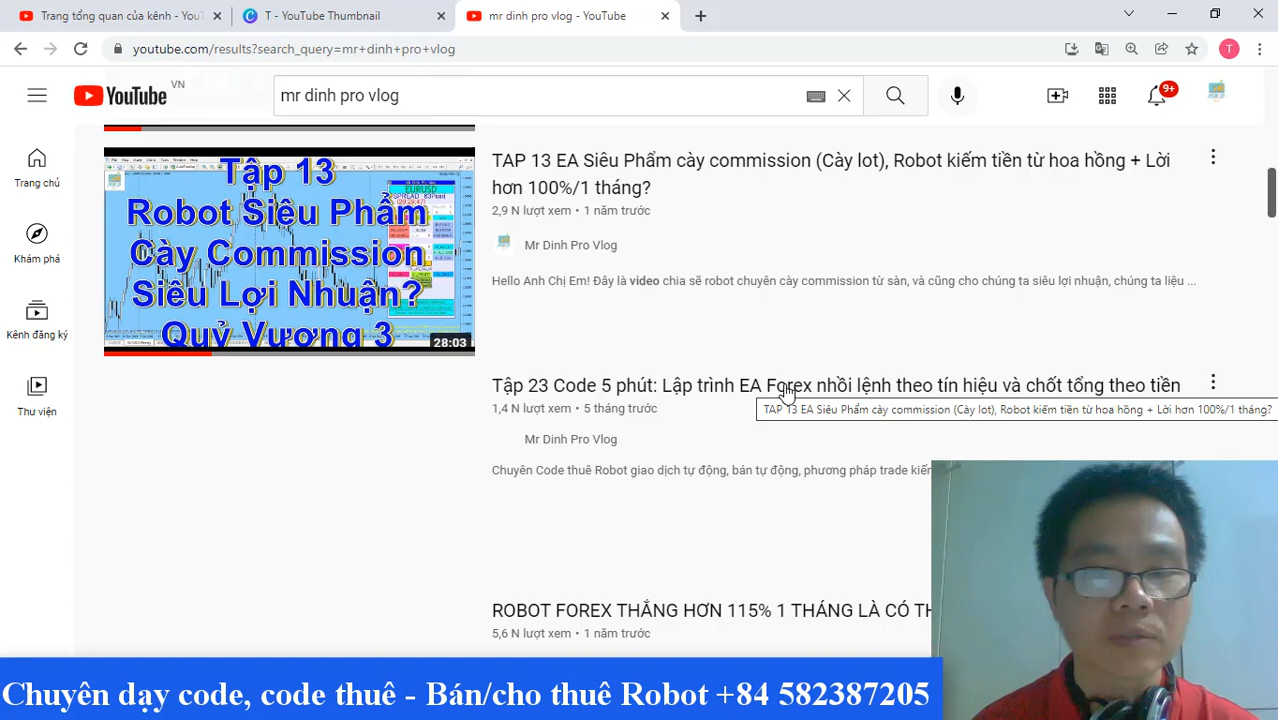 Trang tổng quan của kênh - You
T - YouTube Thumbnail
mr dinh pro vlog - YouTube
youtube.com/results?search_query=mr+dinh+pro+vlog
T
YouTube VN
mr dinh pro vlog
9+
Trang chủ
Khám phá
Kênh đăng ký
Thư viện
Tập 13
Robot Siêu Phẩm
Cày Commission
Siêu Lợi Nhuận?
Quỷ Vương 3
EURUSD
28:03
TAP 13 EA Siêu Phẩm cày commission (Cày lot), Robot kiếm tiền từ hoa hồng + Lời
hơn 100%/1 tháng?
2,9 N lượt xem • 1 năm trước
Mr Dinh Pro Vlog
Hello Anh Chị Em! Đây là video chia sẽ robot chuyên cày commission từ sàn, và cũng cho chúng ta siêu lợi nhuận, chúng ta liệu ...
Tập 23 Code 5 phút: Lập trình EA Forex nhồi lệnh theo tín hiệu và chốt tổng theo tiền
1,4 N lượt xem • 5 tháng trước
TAP 13 EA Siêu Phẩm cày commission (Cày lot), Robot kiếm tiền từ hoa hồng + Lời hơn 100%/1 tháng?
Mr Dinh Pro Vlog
Chuyên Code thuê Robot giao dịch tự động, bán tự động, phương pháp trade kiến
ROBOT FOREX THẮNG HƠN 115% 1 THÁNG LÀ CÓ TH
5,6 N lượt xem • 1 năm trước
Chuyên dạy code, code thuê - Bán/cho thuê Robot +84 582387205